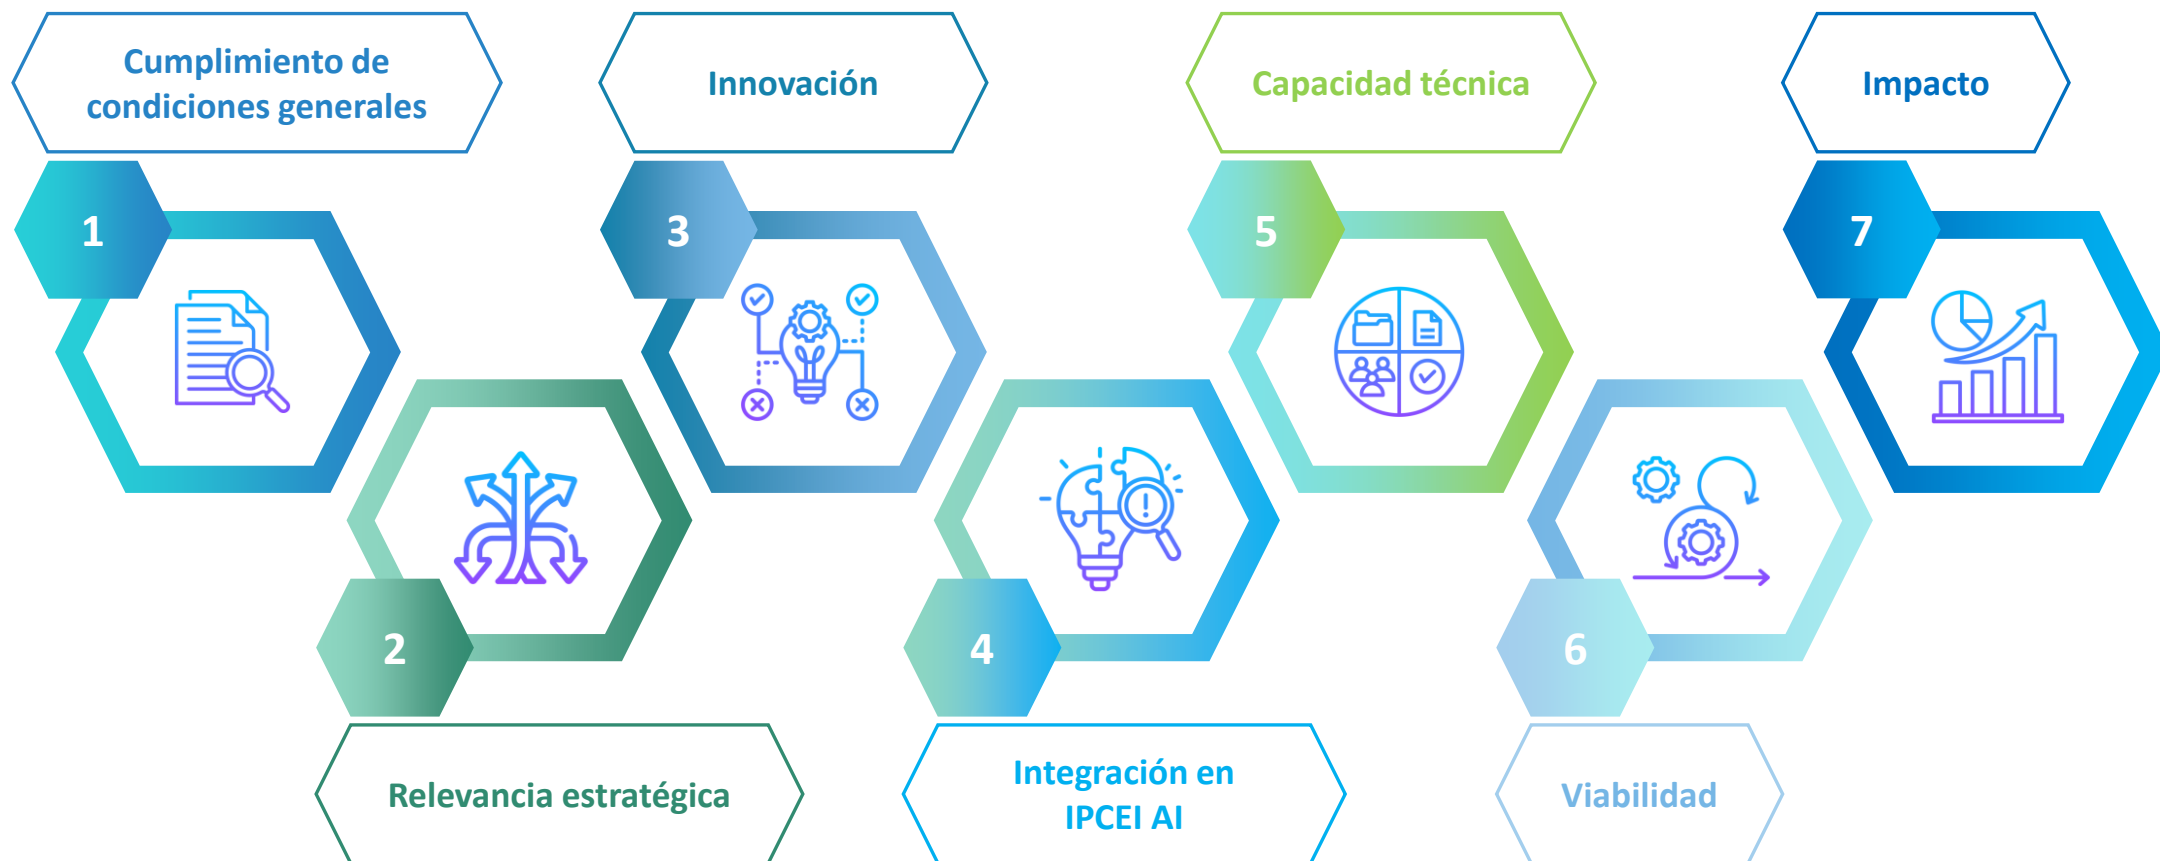 Cumplimiento de
condiciones generales
1
Relevancia estratégica
2
Innovación
3
Integración en
IPCEI AI
4
Capacidad técnica
5
Viabilidad
6
Impacto
7